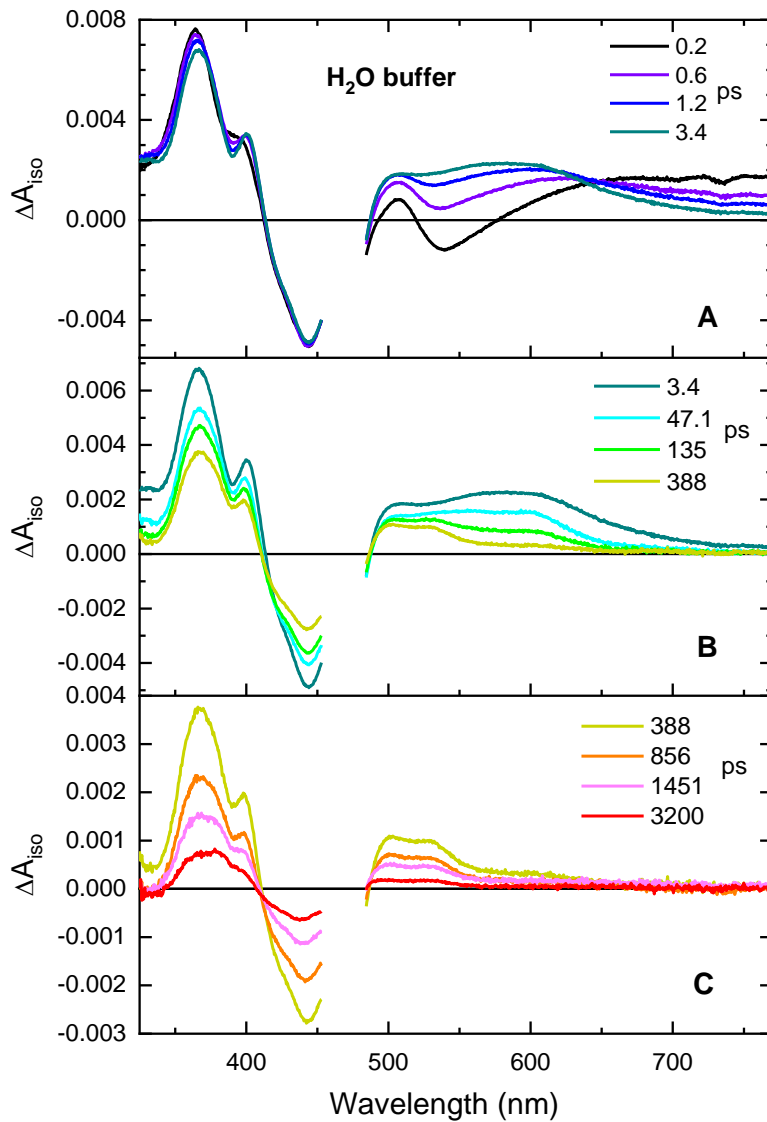 0.008
0.004
0.000
-0.004
ΔA_iso
H₂O buffer
0.2
0.6
1.2
3.4
ps
A
0.006
0.004
0.002
0.000
-0.002
-0.004
ΔA_iso
3.4
47.1
135
388
ps
B
0.004
0.003
0.002
0.001
0.000
-0.001
-0.002
-0.003
ΔA_iso
388
856
1451
3200
ps
C
400 500 600 700
Wavelength (nm)